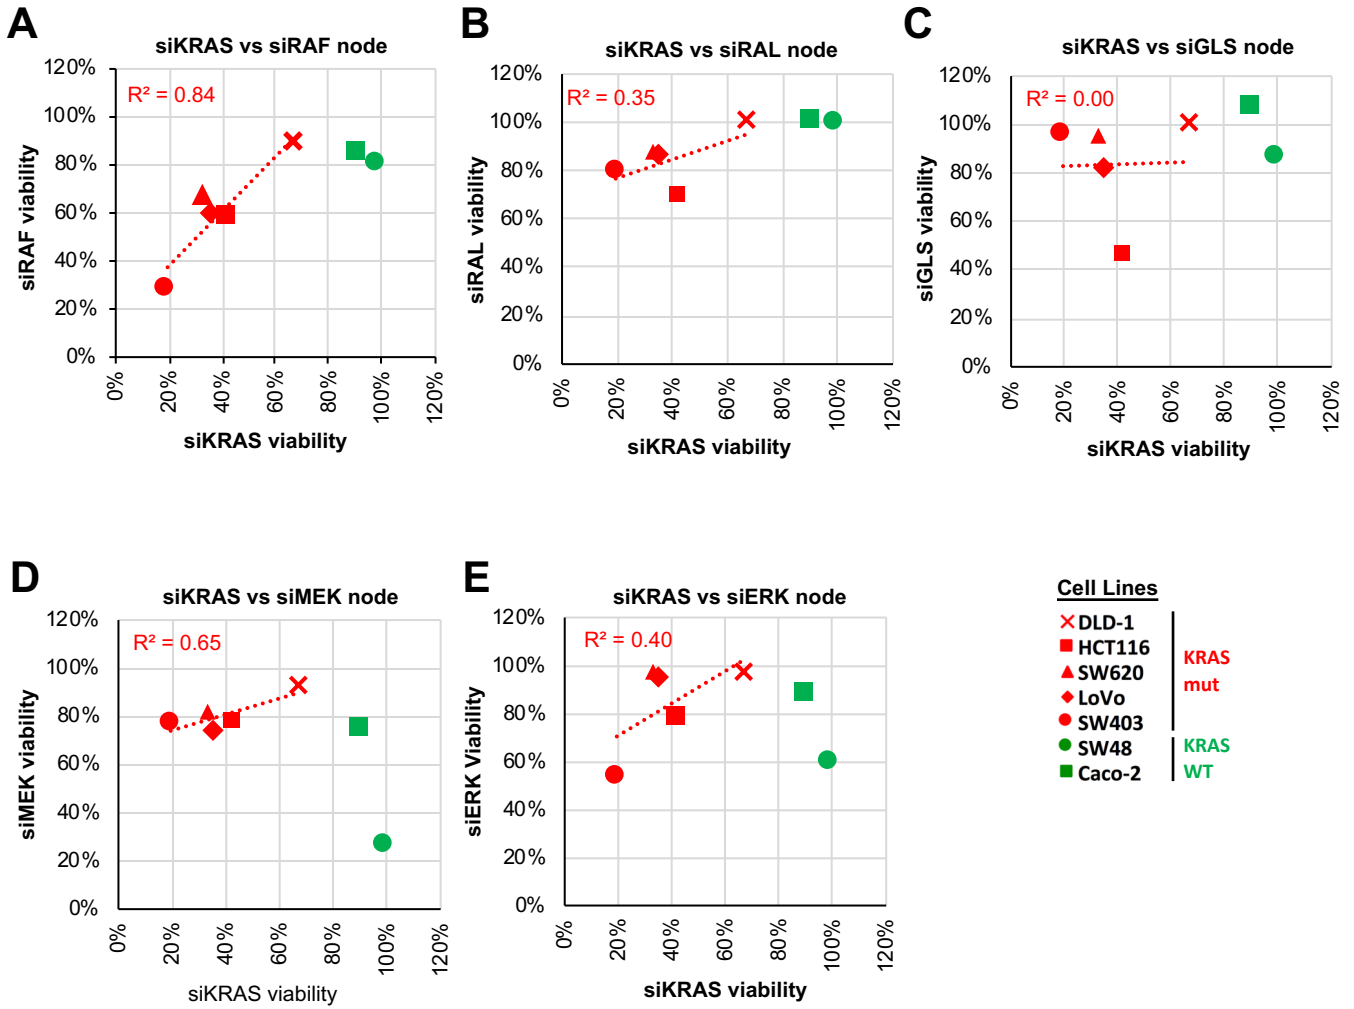 A
siKRAS vs siRAF node
R² = 0.84
120%
100%
80%
60%
40%
20%
0%
siRAF viability
0%
20%
40%
60%
80%
100%
120%
siKRAS viability
B
siKRAS vs siRAL node
R² = 0.35
120%
100%
80%
60%
40%
20%
0%
siRAL viability
0%
20%
40%
60%
80%
100%
120%
siKRAS viability
C
siKRAS vs siGLS node
R² = 0.00
120%
100%
80%
60%
40%
20%
0%
siGLS viability
0%
20%
40%
60%
80%
100%
120%
siKRAS viability
D
siKRAS vs siMEK node
R² = 0.65
120%
100%
80%
60%
40%
20%
0%
siMEK viability
0%
20%
40%
60%
80%
100%
120%
siKRAS viability
E
siKRAS vs siERK node
R² = 0.40
120%
100%
80%
60%
40%
20%
0%
siERK Viability
0%
20%
40%
60%
80%
100%
120%
siKRAS viability
Cell Lines
DLD-1
HCT116
SW620
LoVo
SW403
SW48
Caco-2
KRAS
mut
KRAS
WT